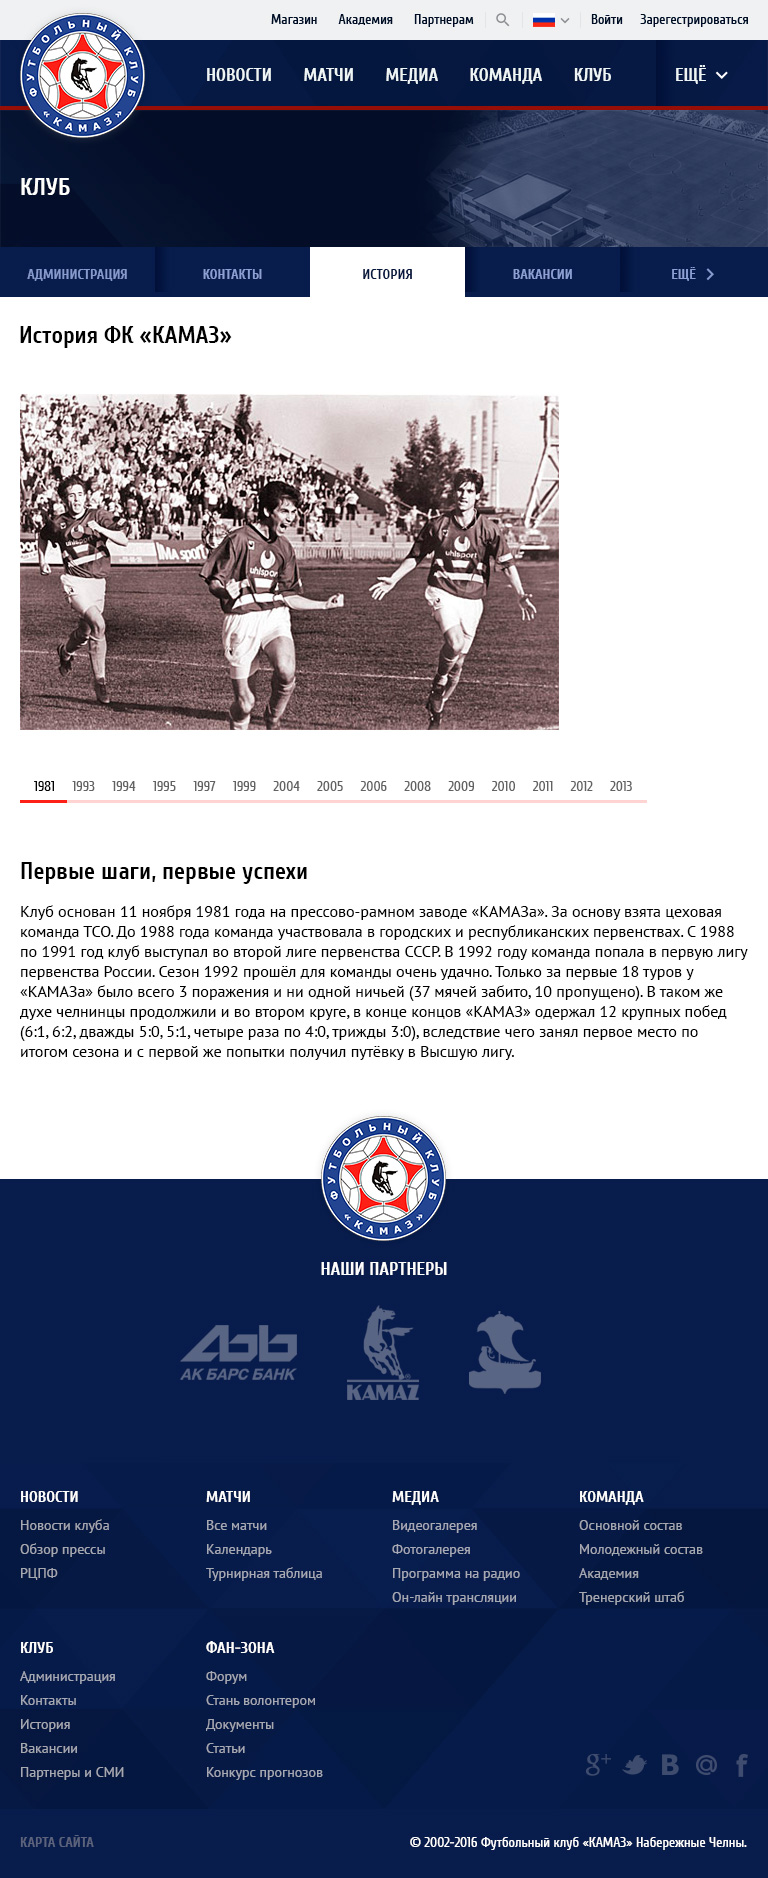 Магазин Академия Партнерам Войти Зарегестрироваться
ФУТБОЛЬНЫЙ КЛУБ
«КАМАЗ»
НОВОСТИ МАТЧИ МЕДИА КОМАНДА КЛУБ ЕЩЁ
КЛУБ
АДМИНИСТРАЦИЯ КОНТАКТЫ ИСТОРИЯ ВАКАНСИИ ЕЩЁ
История ФК «КАМАЗ»
IMA sport
uhlsport
uhlsport
uhlsport
1981 1993 1994 1995 1997 1999 2004 2005 2006 2008 2009 2010 2011 2012 2013
Первые шаги, первые успехи
Клуб основан 11 ноября 1981 года на прессово-рамном заводе «КАМАЗа». За основу взята цеховая
команда ТСО. До 1988 года команда участвовала в городских и республиканских первенствах. С 1988
по 1991 год клуб выступал во второй лиге первенства СССР. В 1992 году команда попала в первую лигу
первенства России. Сезон 1992 прошёл для команды очень удачно. Только за первые 18 туров у
«КАМАЗа» было всего 3 поражения и ни одной ничьей (37 мячей забито, 10 пропущено). В таком же
духе челнинцы продолжили и во втором круге, в конце концов «КАМАЗ» одержал 12 крупных побед
(6:1, 6:2, дважды 5:0, 5:1, четыре раза по 4:0, трижды 3:0), вследствие чего занял первое место по
итогом сезона и с первой же попытки получил путёвку в Высшую лигу.
ФУТБОЛЬНЫЙ КЛУБ
«КАМАЗ»
НАШИ ПАРТНЕРЫ
АК БАРС БАНК
KAMAZ
НОВОСТИ МАТЧИ МЕДИА КОМАНДА
Новости клуба Все матчи Видеогалерея Основной состав
Обзор прессы Календарь Фотогалерея Молодежный состав
РЦПФ Турнирная таблица Программа на радио Академия
Он-лайн трансляции Тренерский штаб
КЛУБ ФАН-ЗОНА
Администрация Форум
Контакты Стань волонтером
История Документы
Вакансии Статьи
Партнеры и СМИ Конкурс прогнозов
КАРТА САЙТА © 2002-2016 Футбольный клуб «КАМАЗ» Набережные Челны.